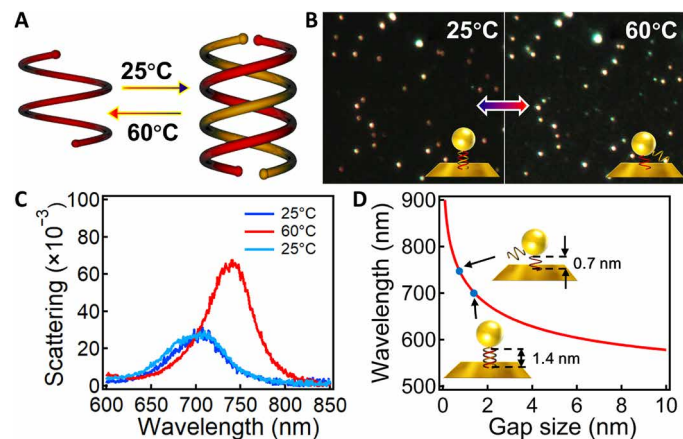 A
25°C
60°C
B
25°C
60°C
C
Scattering (×10⁻³)
100
80
60
40
20
0
25°C
60°C
25°C
600 650 700 750 800 850
Wavelength (nm)
D
Wavelength (nm)
900
800
700
600
500
0.7 nm
1.4 nm
0 2 4 6 8 10
Gap size (nm)